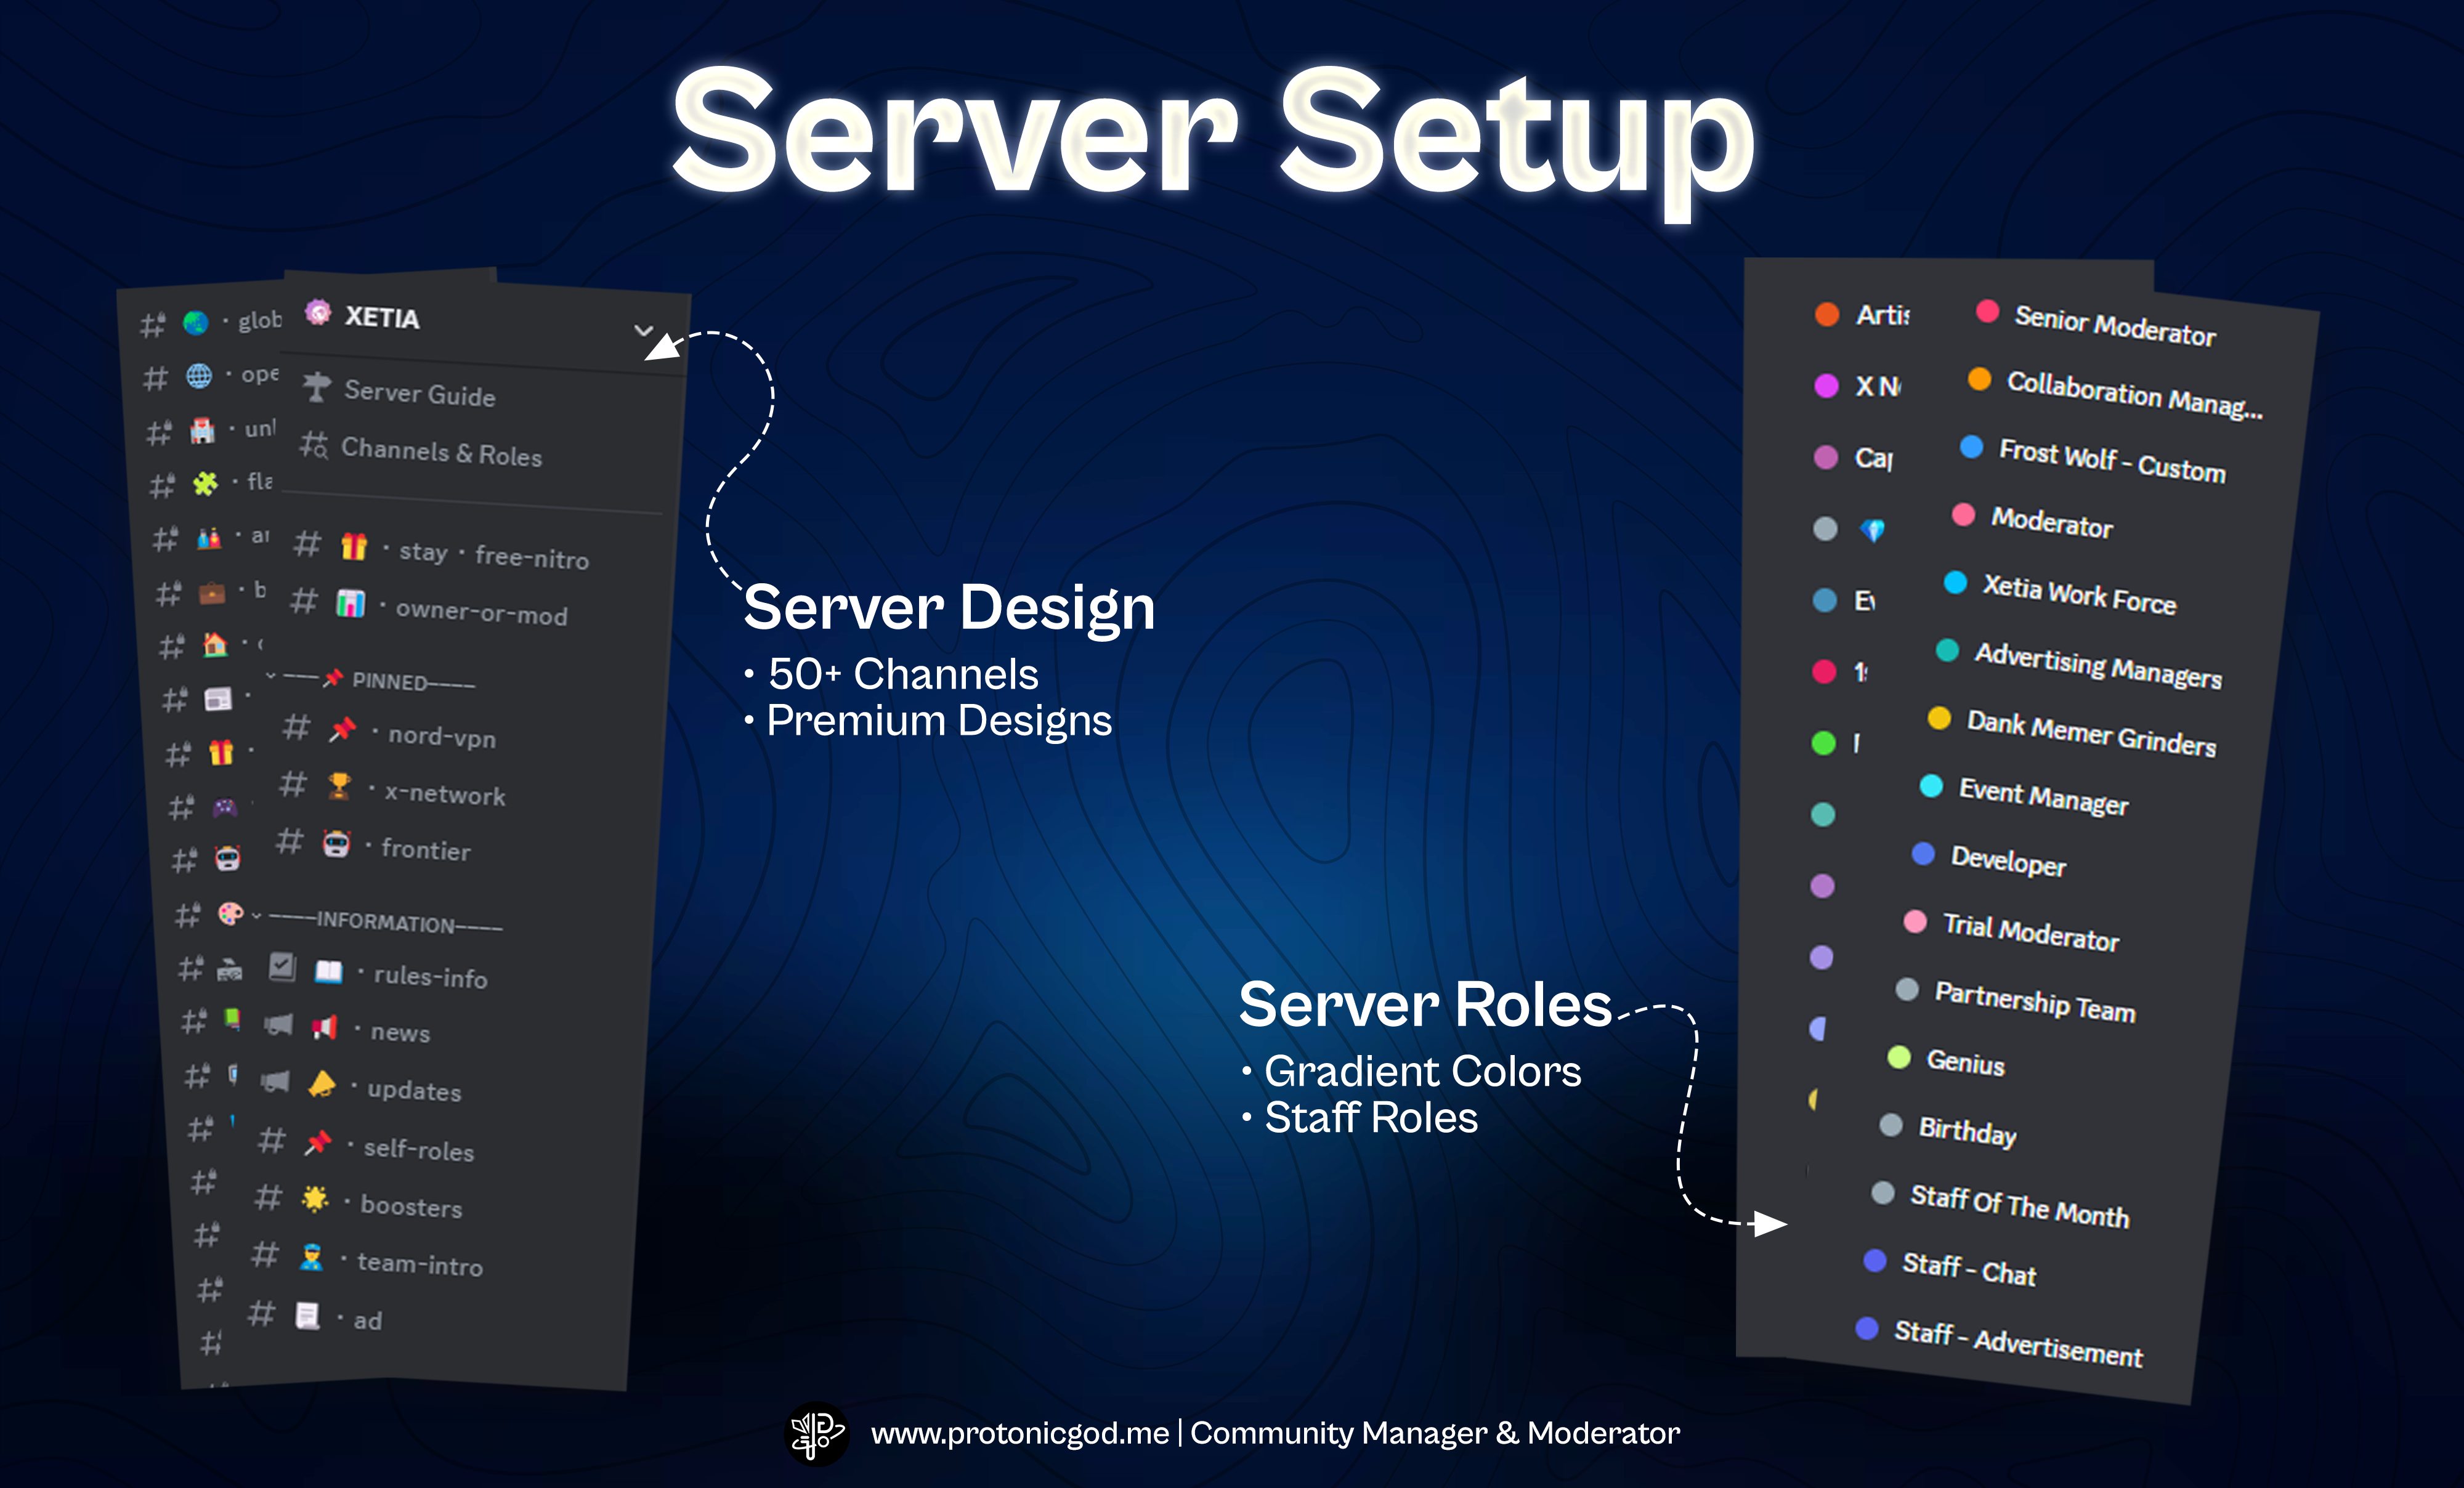 Server Setup
XETIA
Server Guide
Channels & Roles
stay・free-nitro
・owner-or-mod
PINNED
・nord-vpn
・x-network
・frontier
INFORMATION
・rules-info
・news
・updates
・self-roles
・boosters
・team-intro
・ad
Server Design
• 50+ Channels
• Premium Designs
Server Roles
• Gradient Colors
• Staff Roles
Senior Moderator
Collaboration Manag...
Frost Wolf - Custom
Moderator
Xetia Work Force
Advertising Managers
Dank Memer Grinders
Event Manager
Developer
Trial Moderator
Partnership Team
Genius
Birthday
Staff Of The Month
Staff - Chat
Staff - Advertisement
www.protonicgod.me | Community Manager & Moderator